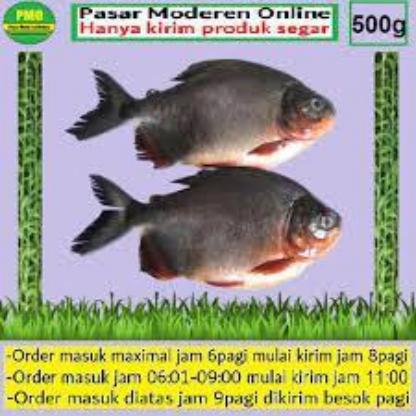 PMO
Pasar Moderen Online
Hanya kirim produk segar
500g
-Order masuk maximal jam 6pagi mulai kirim jam 8pagi
-Order masuk jam 06:01-09:00 mulai kirim jam 11:00
-Order masuk diatas jam 9pagi dikirim besok pagi